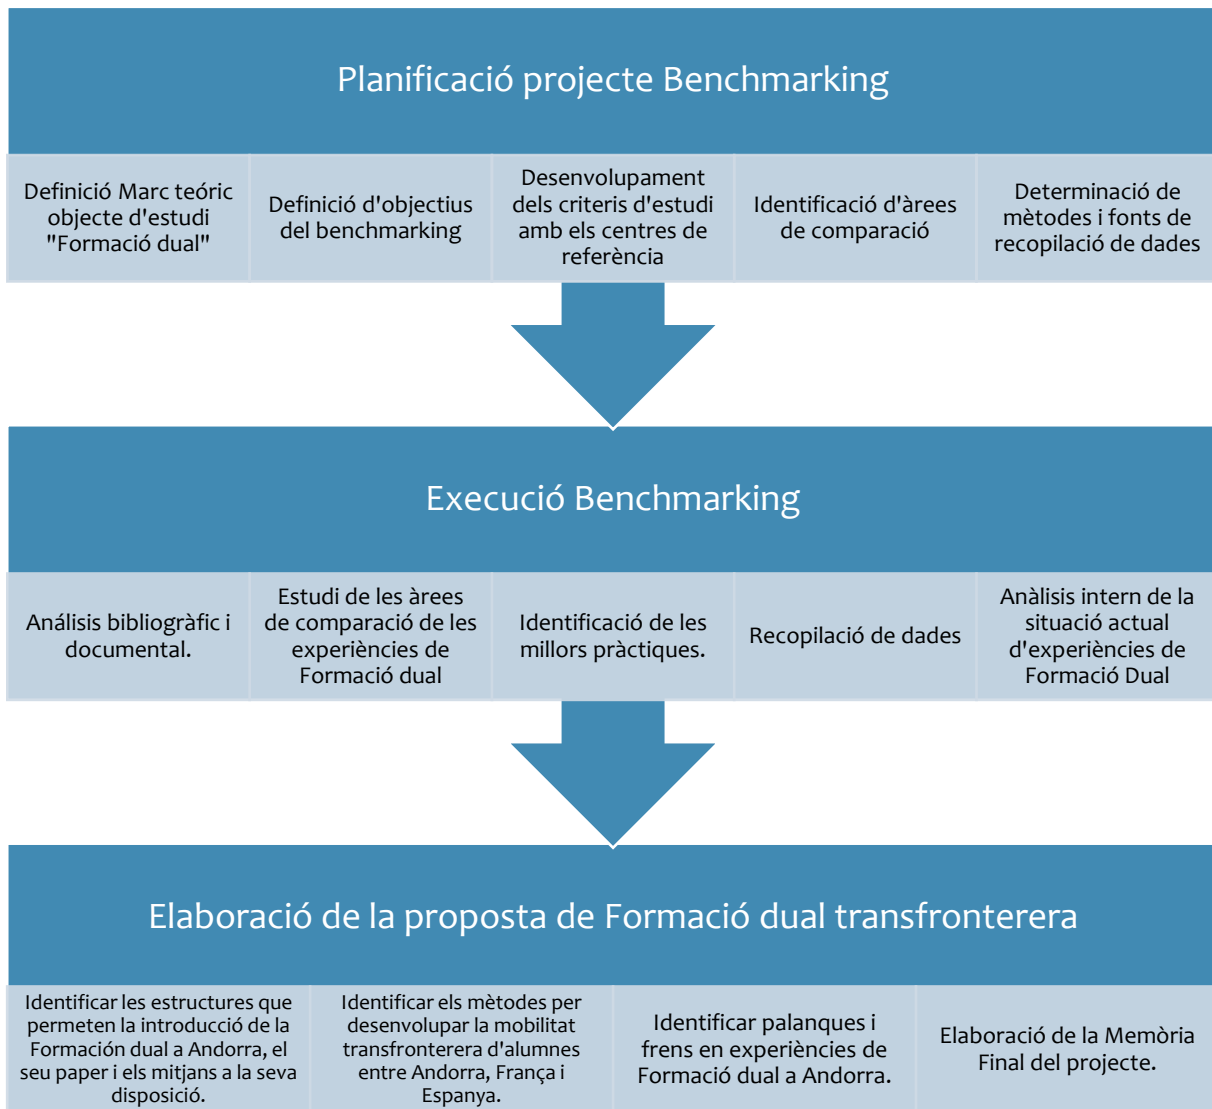 Planificació projecte Benchmarking
Definició Marc teóric
objecte d'estudi
"Formació dual"
Definició d'objectius
del benchmarking
Desenvolupament
dels criteris d'estudi
amb els centres de
referència
Identificació d'àrees
de comparació
Determinació de
mètodes i fonts de
recopilació de dades
Execució Benchmarking
Análisis bibliogràfic i
documental.
Estudi de les àrees
de comparació de les
experiències de
Formació dual
Identificació de les
millors pràctiques.
Recopilació de dades
Anàlisis intern de la
situació actual
d'experiències de
Formació Dual
Elaboració de la proposta de Formació dual transfronterera
Identificar les estructures que
permeten la introducció de la
Formación dual a Andorra, el
seu paper i els mitjans a la seva
disposició.
Identificar els mètodes per
desenvolupar la mobilitat
transfronterera d'alumnes
entre Andorra, França i
Espanya.
Identificar palanques i
frens en experiències de
Formació dual a Andorra.
Elaboració de la Memòria
Final del projecte.